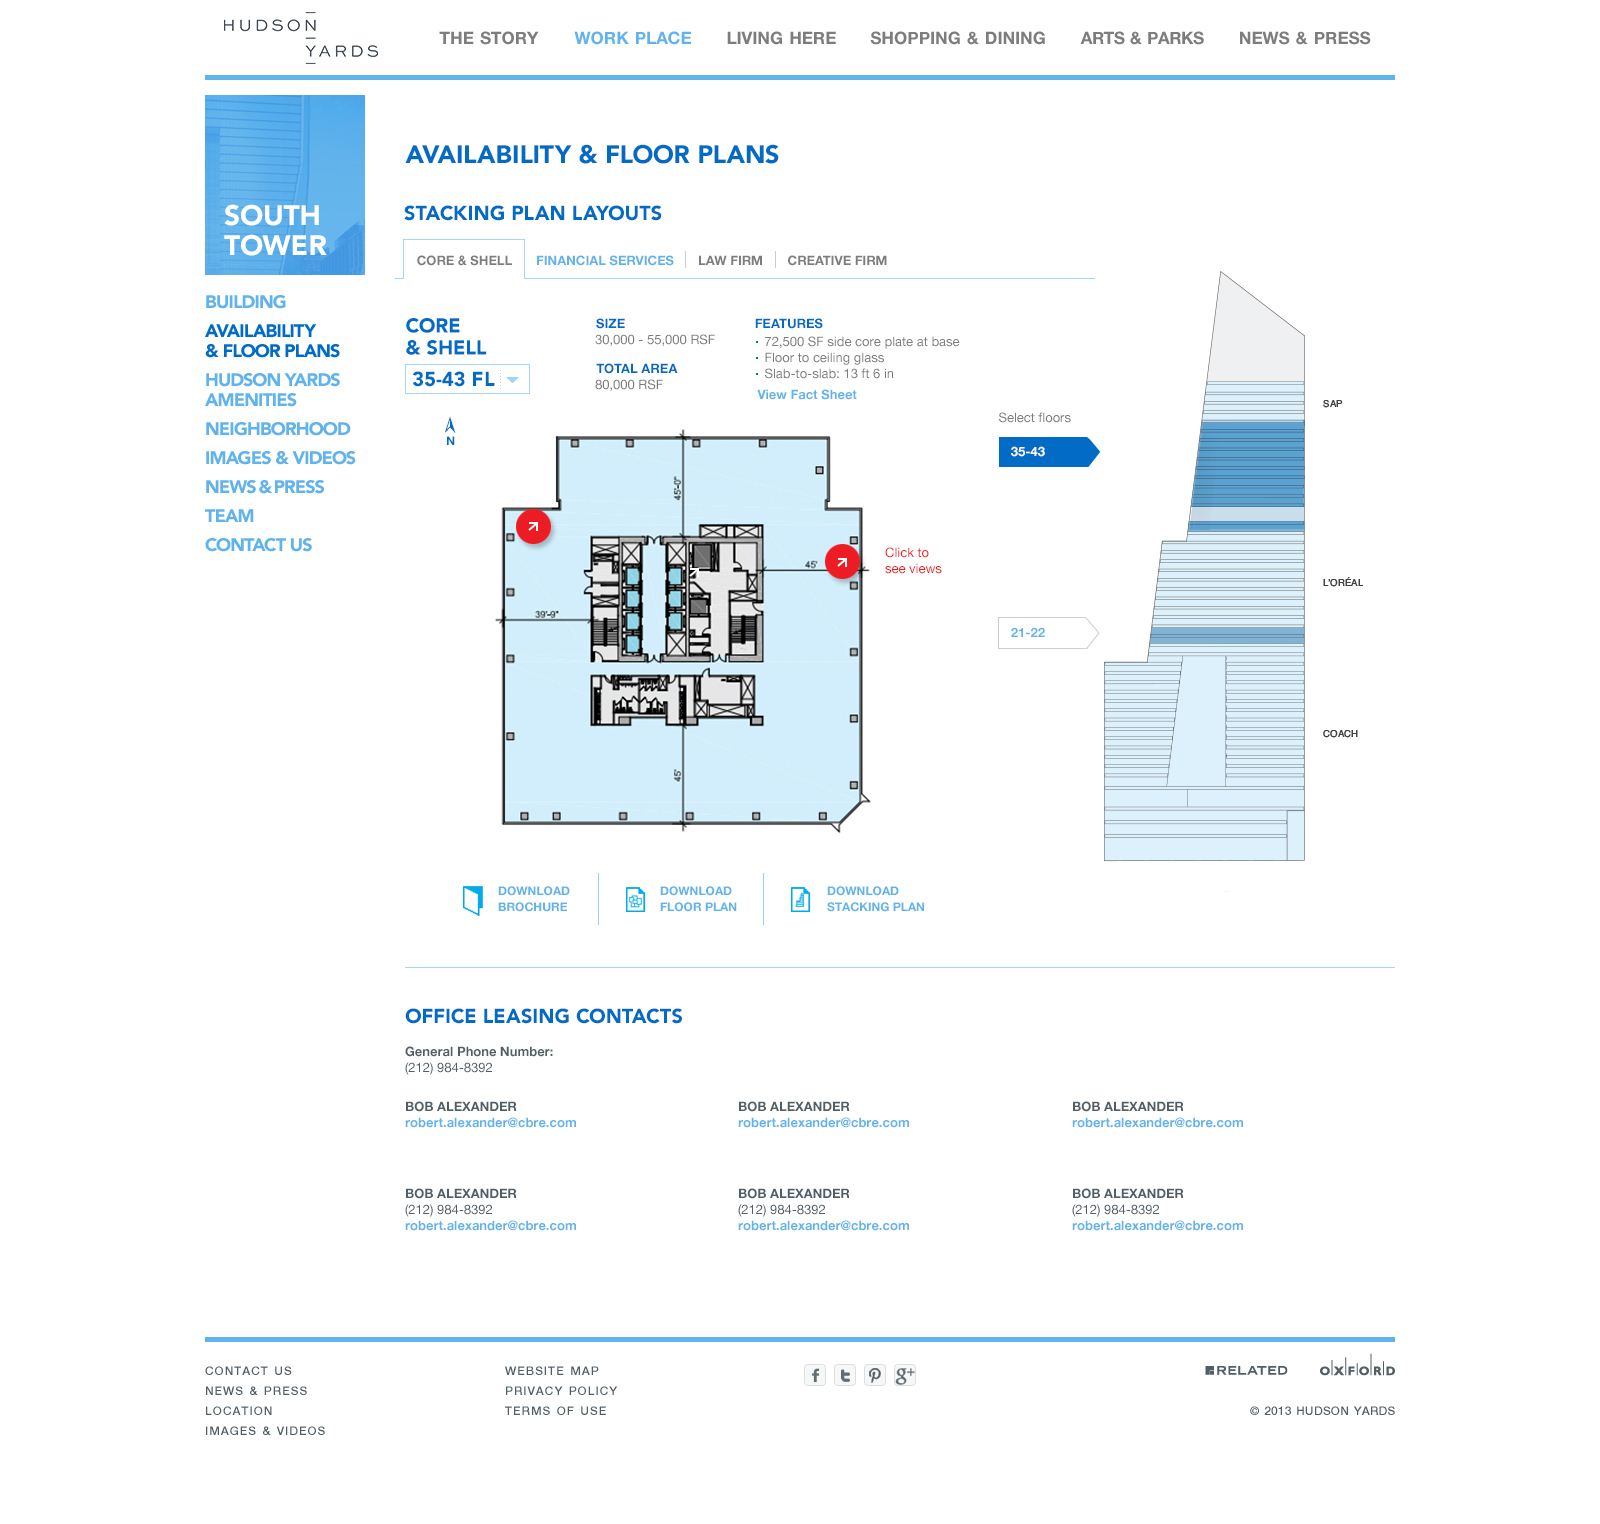 HUDSON
YARDS
THE STORY
WORK PLACE
LIVING HERE
SHOPPING & DINING
ARTS & PARKS
NEWS & PRESS
SOUTH
TOWER
BUILDING
AVAILABILITY
& FLOOR PLANS
HUDSON YARDS
AMENITIES
NEIGHBORHOOD
IMAGES & VIDEOS
NEWS & PRESS
TEAM
CONTACT US
AVAILABILITY & FLOOR PLANS
STACKING PLAN LAYOUTS
CORE & SHELL
FINANCIAL SERVICES
LAW FIRM
CREATIVE FIRM
CORE
& SHELL
35-43 FL
SIZE
30,000 - 55,000 RSF
TOTAL AREA
80,000 RSF
FEATURES
· 72,500 SF side core plate at base
· Floor to ceiling glass
· Slab-to-slab: 13 ft 6 in
View Fact Sheet
N
45'-0"
45'
39'-9"
45'
Click to
see views
Select floors
35-43
21-22
SAP
L'ORÉAL
COACH
DOWNLOAD
BROCHURE
DOWNLOAD
FLOOR PLAN
DOWNLOAD
STACKING PLAN
OFFICE LEASING CONTACTS
General Phone Number:
(212) 984-8392
BOB ALEXANDER
robert.alexander@cbre.com
BOB ALEXANDER
robert.alexander@cbre.com
BOB ALEXANDER
robert.alexander@cbre.com
BOB ALEXANDER
(212) 984-8392
robert.alexander@cbre.com
BOB ALEXANDER
(212) 984-8392
robert.alexander@cbre.com
BOB ALEXANDER
(212) 984-8392
robert.alexander@cbre.com
CONTACT US
NEWS & PRESS
LOCATION
IMAGES & VIDEOS
WEBSITE MAP
PRIVACY POLICY
TERMS OF USE
f
t
P
g+
RELATED
OXFORD
© 2013 HUDSON YARDS